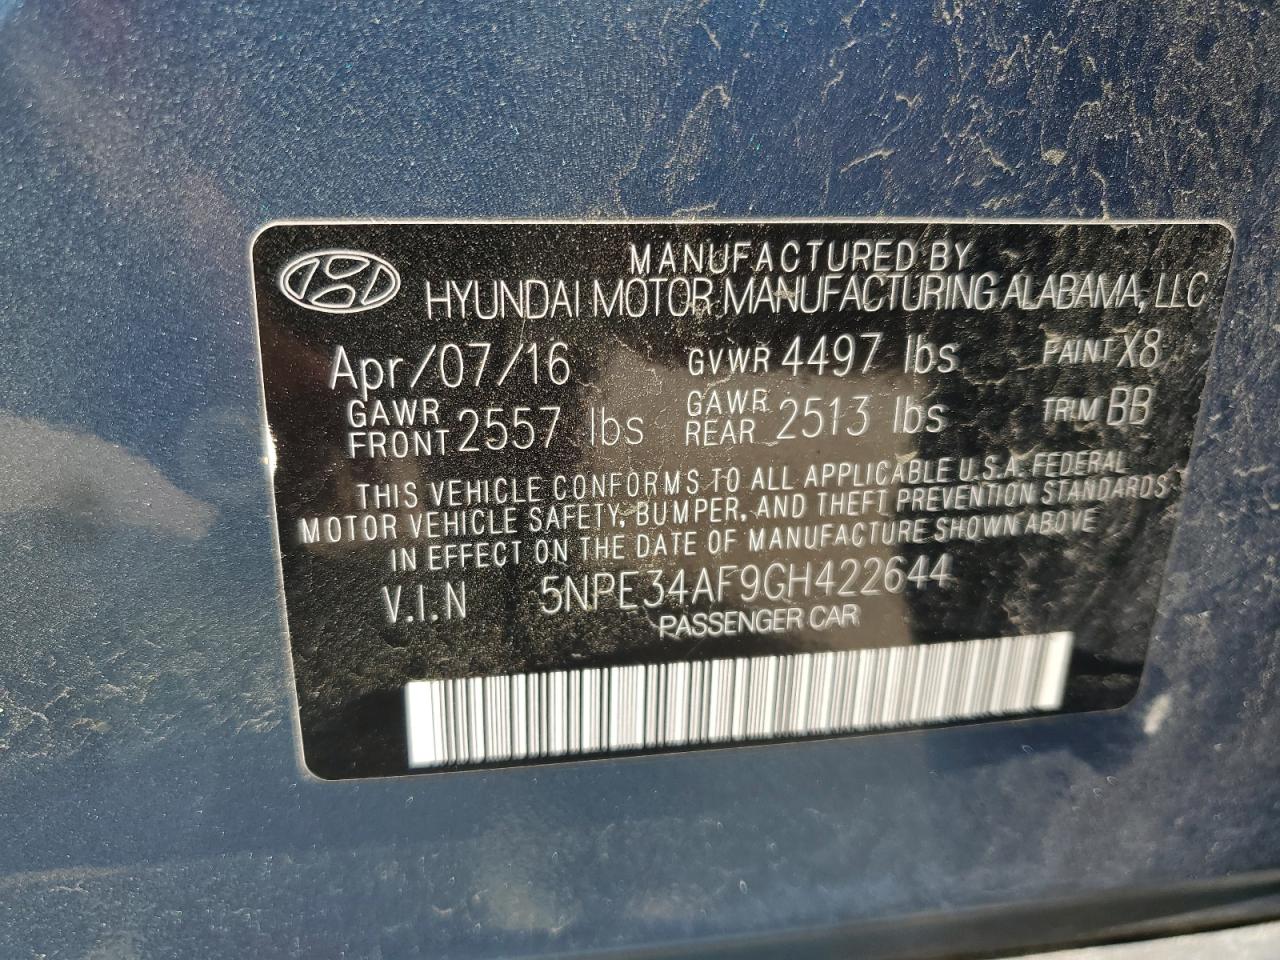 MANUFACTURED BY
HYUNDAI MOTOR MANUFACTURING ALABAMA, LLC
Apr/07/16 GVWR 4497 lbs PAINT X8
GAWR FRONT 2557 lbs GAWR REAR 2513 lbs TRIM BB
THIS VEHICLE CONFORMS TO ALL APPLICABLE U.S.A. FEDERAL
MOTOR VEHICLE SAFETY, BUMPER, AND THEFT PREVENTION STANDARDS
IN EFFECT ON THE DATE OF MANUFACTURE SHOWN ABOVE
V.I.N 5NPE34AF9GH422644
PASSENGER CAR